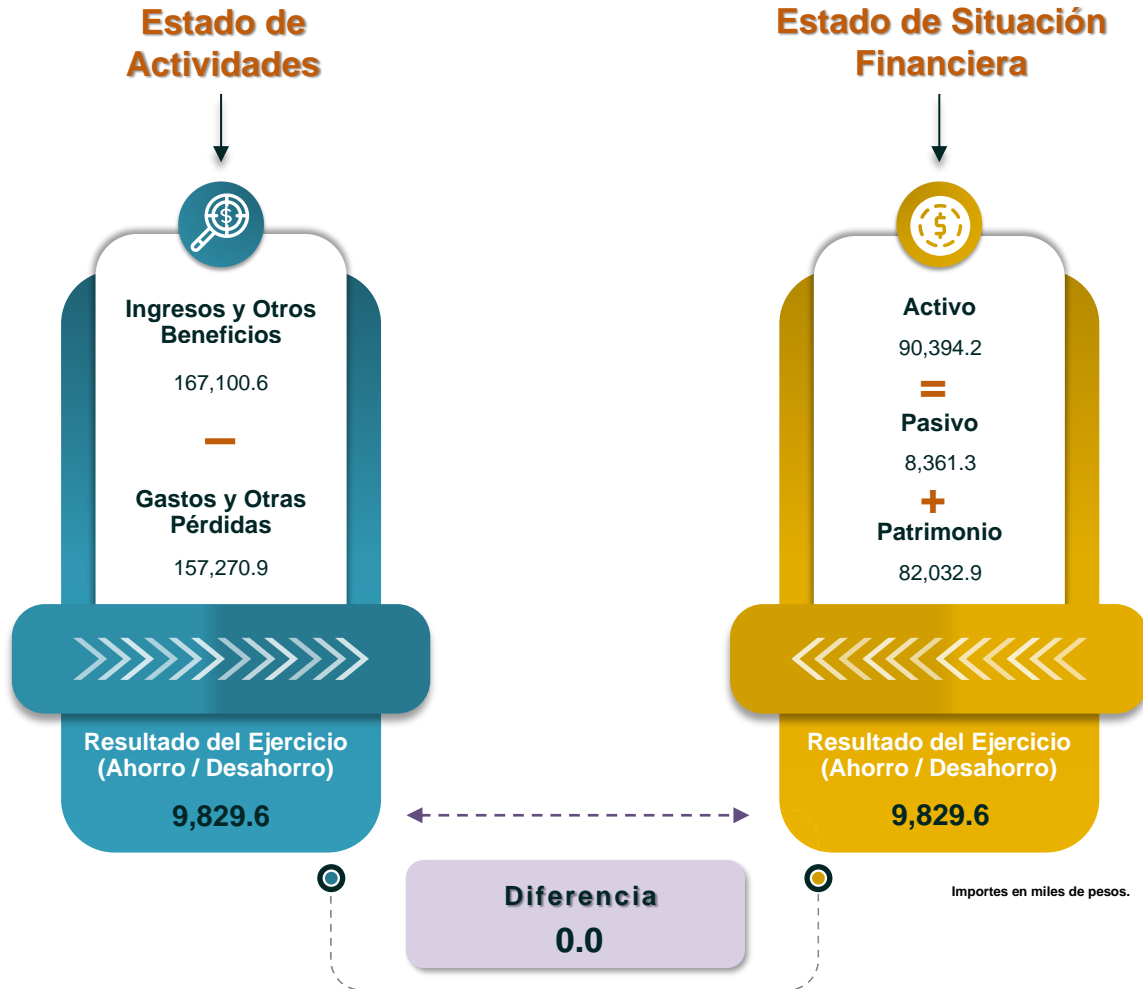 Estado de
Actividades
Ingresos y Otros
Beneficios
167,100.6
–
Gastos y Otras
Pérdidas
157,270.9
Resultado del Ejercicio
(Ahorro / Desahorro)
9,829.6
Estado de Situación
Financiera
Activo
90,394.2
=
Pasivo
8,361.3
+
Patrimonio
82,032.9
Resultado del Ejercicio
(Ahorro / Desahorro)
9,829.6
Diferencia
0.0
Importes en miles de pesos.